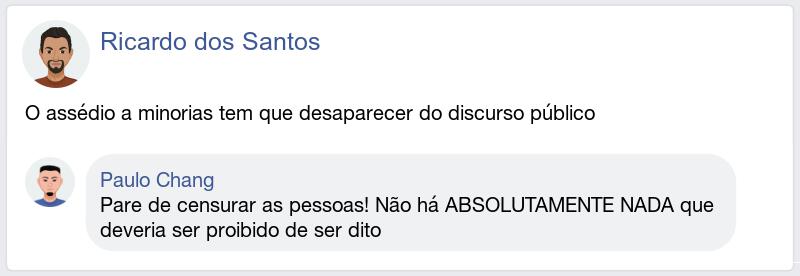 Ricardo dos Santos
O assédio a minorias tem que desaparecer do discurso público
Paulo Chang
Pare de censurar as pessoas! Não há ABSOLUTAMENTE NADA que
deveria ser proibido de ser dito